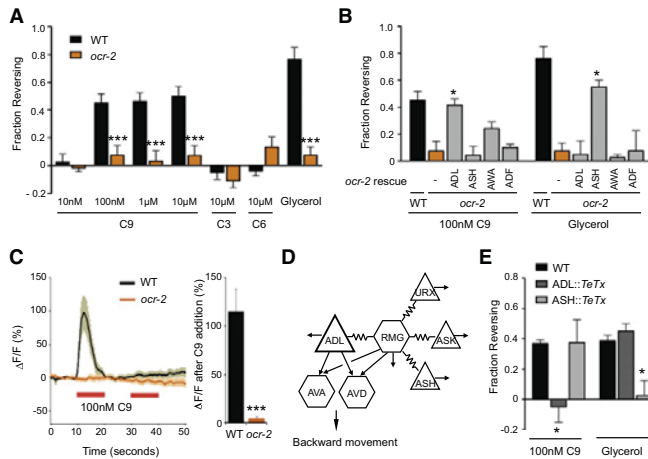 A
WT
ocr-2
Fraction Reversing
1.0
0.8
0.6
0.4
0.2
0
-0.2
*** *** *** ***
10nM 100nM 1μM 10μM 10μM 10μM Glycerol
C9 C3 C6
B
Fraction Reversing
1.0
0.8
0.6
0.4
0.2
0
* *
ocr-2 rescue - ADL ASH AWA ADF - ADL ASH AWA ADF
WT ocr-2 WT ocr-2
100nM C9 Glycerol
C
WT
ocr-2
ΔF/F (%)
150
100
50
0
-50
100nM C9
0 10 20 30 40 50
Time (seconds)
ΔF/F after C9 addition (%)
150
100
50
0
***
WT ocr-2
D
URX
ADL RMG ASK
ASH
AVA AVD
Backward movement
E
WT
ADL::TeTx
ASH::TeTx
Fraction Reversing
0.8
0.6
0.4
0.2
0
-0.2
* *
100nM C9 Glycerol